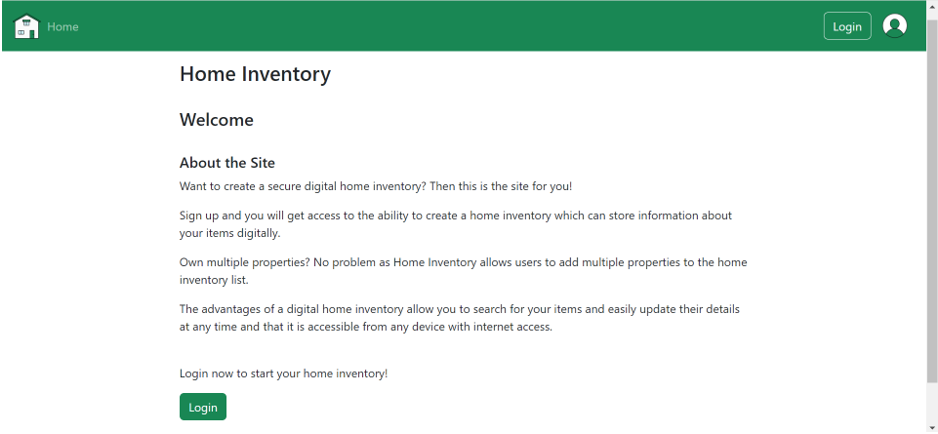 Home
Login
Home Inventory
Welcome
About the Site
Want to create a secure digital home inventory? Then this is the site for you!
Sign up and you will get access to the ability to create a home inventory which can store information about
your items digitally.
Own multiple properties? No problem as Home Inventory allows users to add multiple properties to the home
inventory list.
The advantages of a digital home inventory allow you to search for your items and easily update their details
at any time and that it is accessible from any device with internet access.
Login now to start your home inventory!
Login